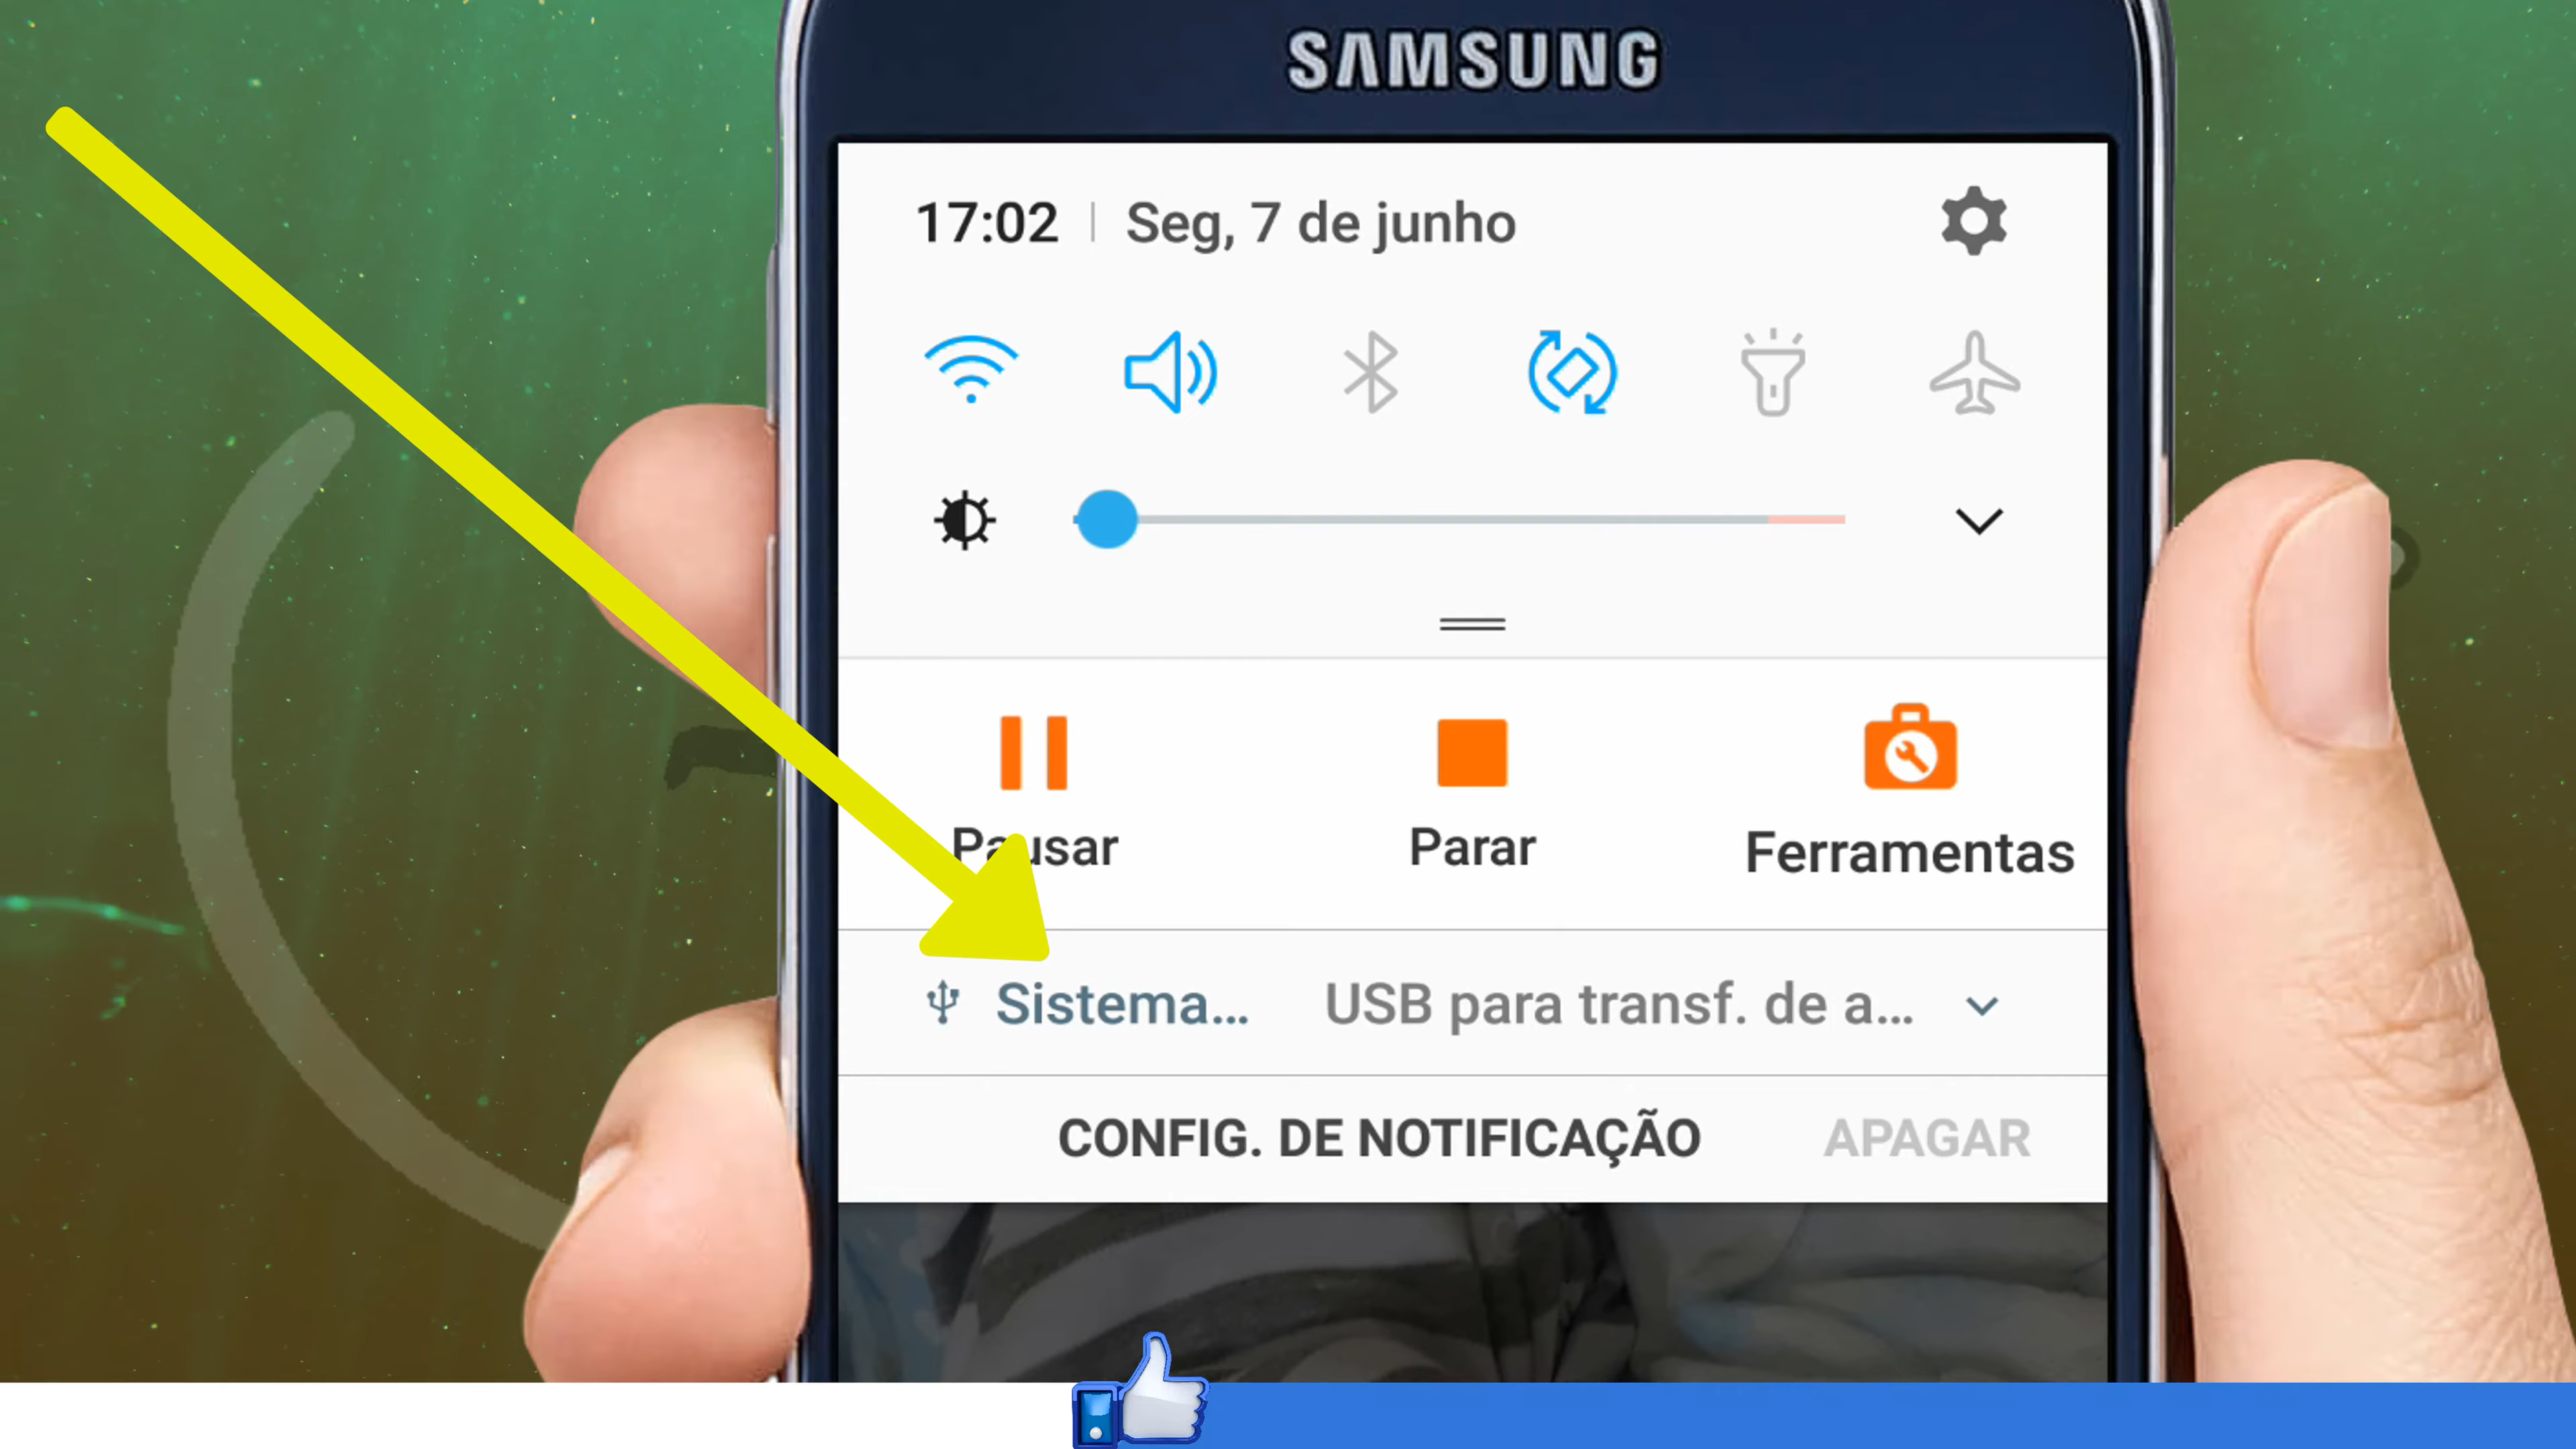 SAMSUNG
17:02 | Seg, 7 de junho
Pausar
Parar
Ferramentas
Sistema... USB para transf. de a...
CONFIG. DE NOTIFICAÇÃO APAGAR